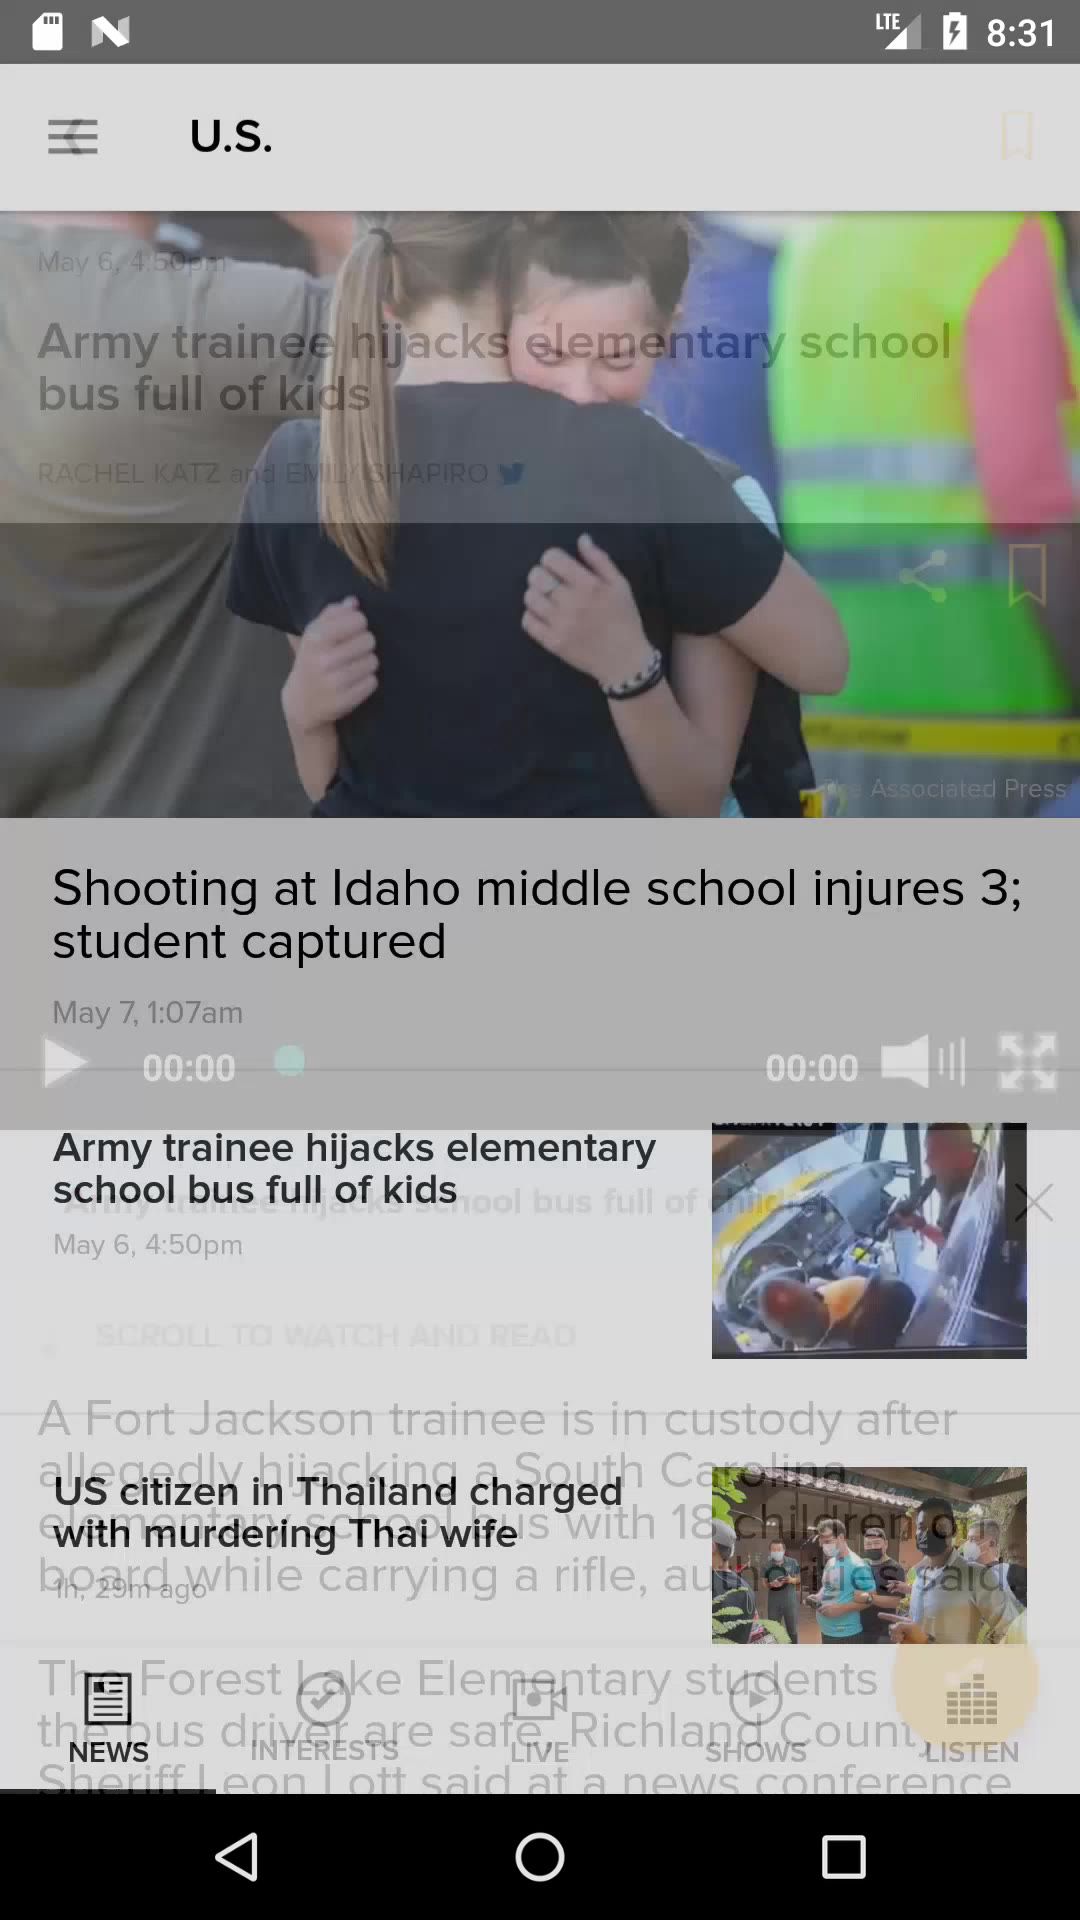 LTE 8:31
U.S.
May 6, 4:50pm
Army trainee hijacks elementary school
bus full of kids
RACHEL KATZ and EMILY SHAPIRO
The Associated Press
Shooting at Idaho middle school injures 3;
student captured
May 7, 1:07am
00:00 00:00
Army trainee hijacks elementary
school bus full of kids
Army trainee hijacks school bus full of children
May 6, 4:50pm
SCROLL TO WATCH AND READ
A Fort Jackson trainee is in custody after
allegedly hijacking a South Carolina
US citizen in Thailand charged
elementary school bus with 18 children on
with murdering Thai wife
board while carrying a rifle, authorities said.
1h, 29m ago
The Forest Lake Elementary students
the bus driver are safe, Richland County
NEWS INTERESTS LIVE SHOWS LISTEN
Sheriff Leon Lott said at a news conference